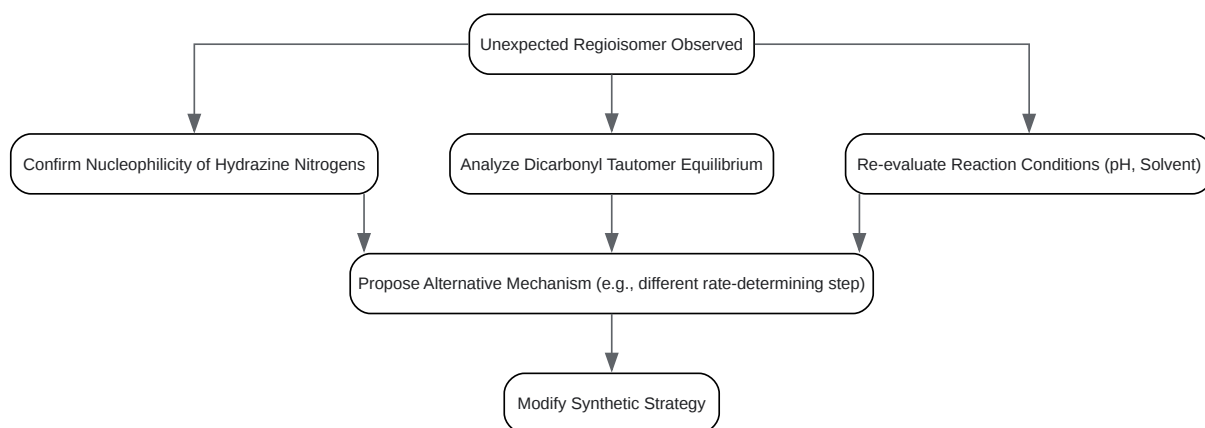 Unexpected Regioisomer Observed
Confirm Nucleophilicity of Hydrazine Nitrogens
Analyze Dicarbonyl Tautomer Equilibrium
Re-evaluate Reaction Conditions (pH, Solvent)
Propose Alternative Mechanism (e.g., different rate-determining step)
Modify Synthetic Strategy